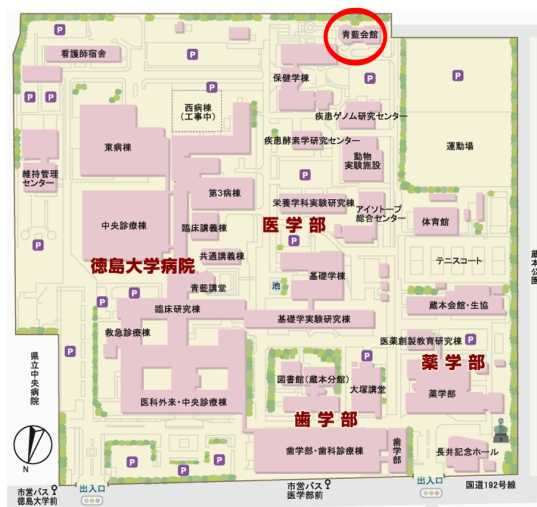 青藍会館
看護師宿舎
P
P
P
保健学棟
P
P
P
P
P
西病棟
(工事中)
疾患ゲノム研究センター
東病棟
疾患酵素学研究センター
運動場
動物
実験施設
維持管理
センター
第3病棟
栄養学科実験研究棟
アイソトープ
総合センター
中央診療棟
臨床講義棟
医学部
体育館
P
P
蔵本公園
共通講義棟
テニスコート
徳島大学病院
基礎学棟
青藍講堂
池
P
P
臨床研究棟
蔵本会館・生協
基礎学実験研究棟
救急診療棟
医薬創製教育研究棟
P
P
P
薬学部
県立中央病院
図書館(蔵本分館)
大塚講堂
薬学部
医科外来・中央診療棟
歯学部
歯学部・歯科診療棟
歯学部
長井記念ホール
P
P
P
P
N
出入口
出入口
国道192号線
市営バス
徳島大学前
市営バス
医学部前